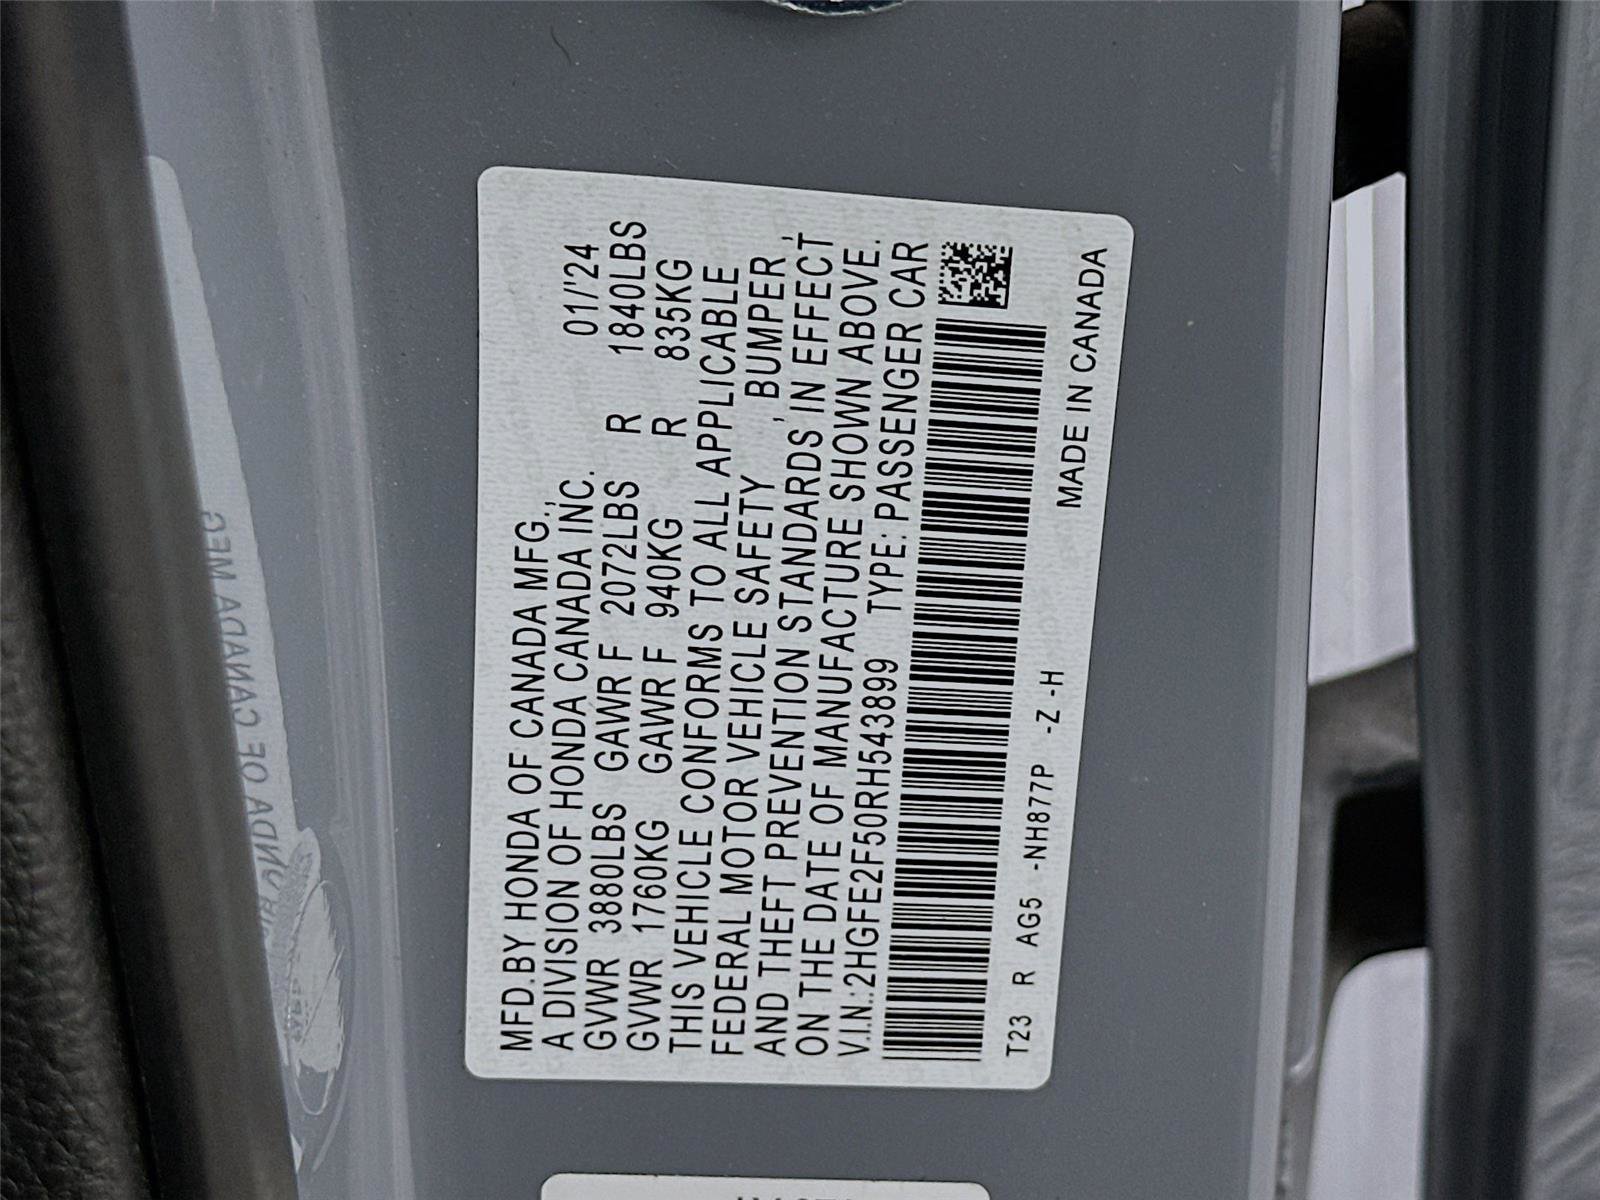 MFD.BY HONDA OF CANADA MFG.,
A DIVISION OF HONDA CANADA INC. 01/'24
GVWR 3880LBS GAWR F 2072LBS R 1840LBS
GVWR 1760KG GAWR F 940KG R 835KG
THIS VEHICLE CONFORMS TO ALL APPLICABLE
FEDERAL MOTOR VEHICLE SAFETY, BUMPER,
AND THEFT PREVENTION STANDARDS IN EFFECT
ON THE DATE OF MANUFACTURE SHOWN ABOVE.
V.I.N.:2HGFE2F50RH543899 TYPE: PASSENGER CAR
T23 R AG5 -NH877P -Z -H MADE IN CANADA
OF CANADA MFG